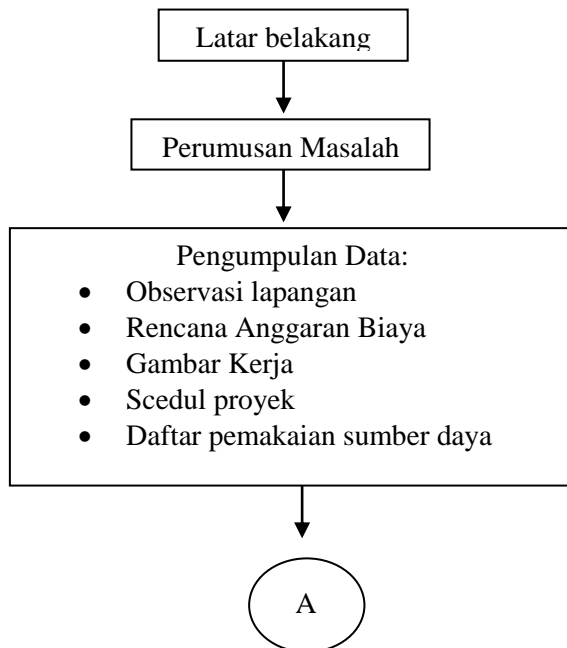 Latar belakang
Perumusan Masalah
Pengumpulan Data:
• Observasi lapangan
• Rencana Anggaran Biaya
• Gambar Kerja
• Scedul proyek
• Daftar pemakaian sumber daya
A